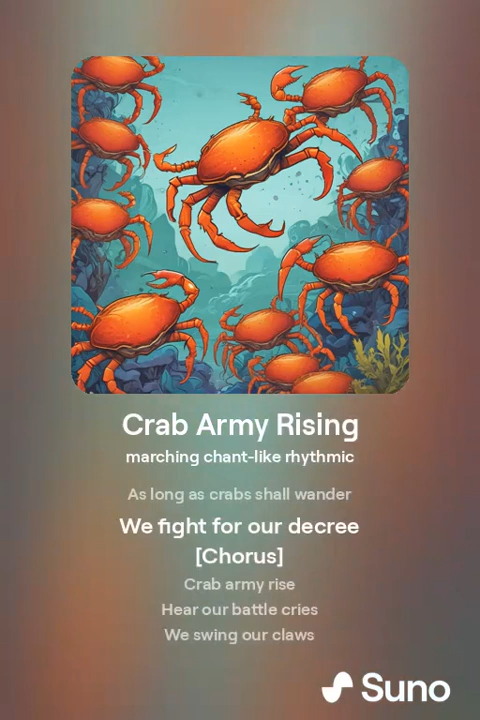 Crab Army Rising
marching chant-like rhythmic
As long as crabs shall wander
We fight for our decree
[Chorus]
Crab army rise
Hear our battle cries
We swing our claws
Suno